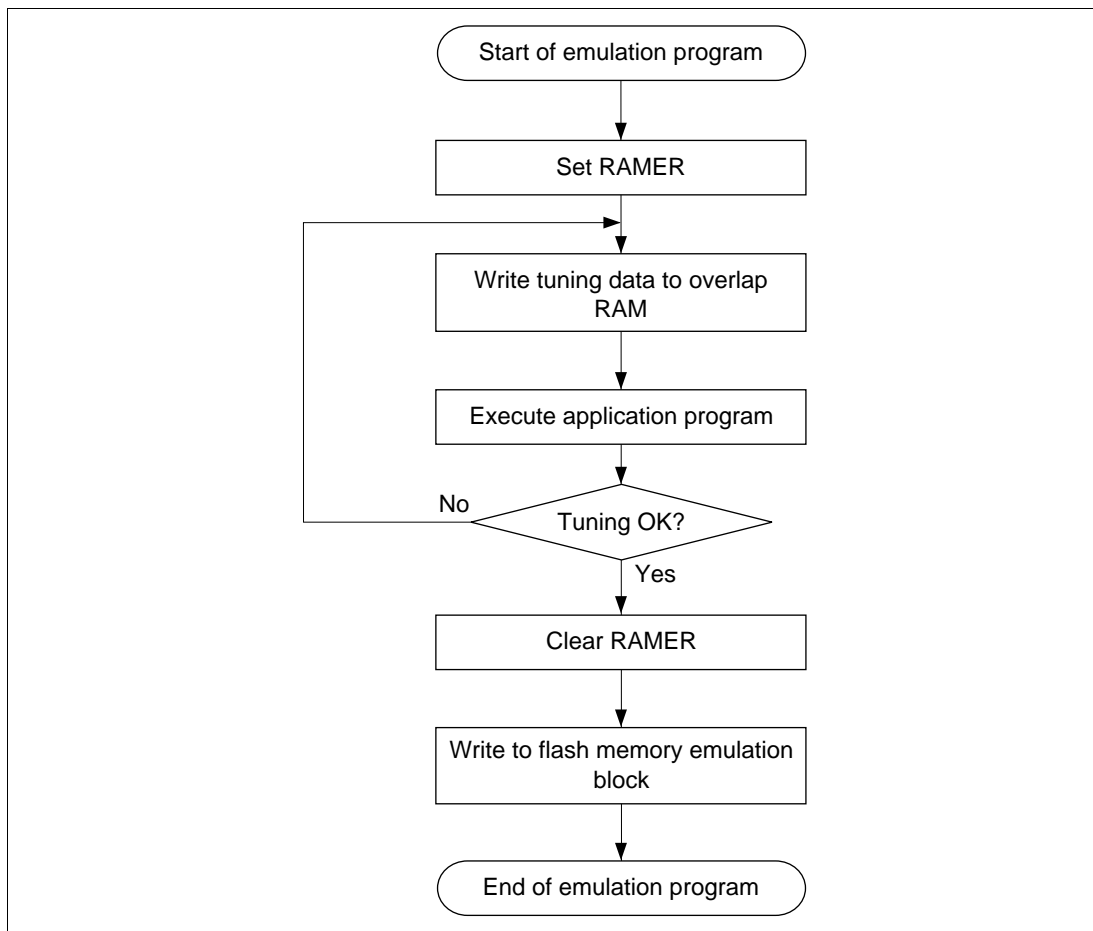 Start of emulation program
Set RAMER
Write tuning data to overlap
RAM
Execute application program
No
Tuning OK?
Yes
Clear RAMER
Write to flash memory emulation
block
End of emulation program